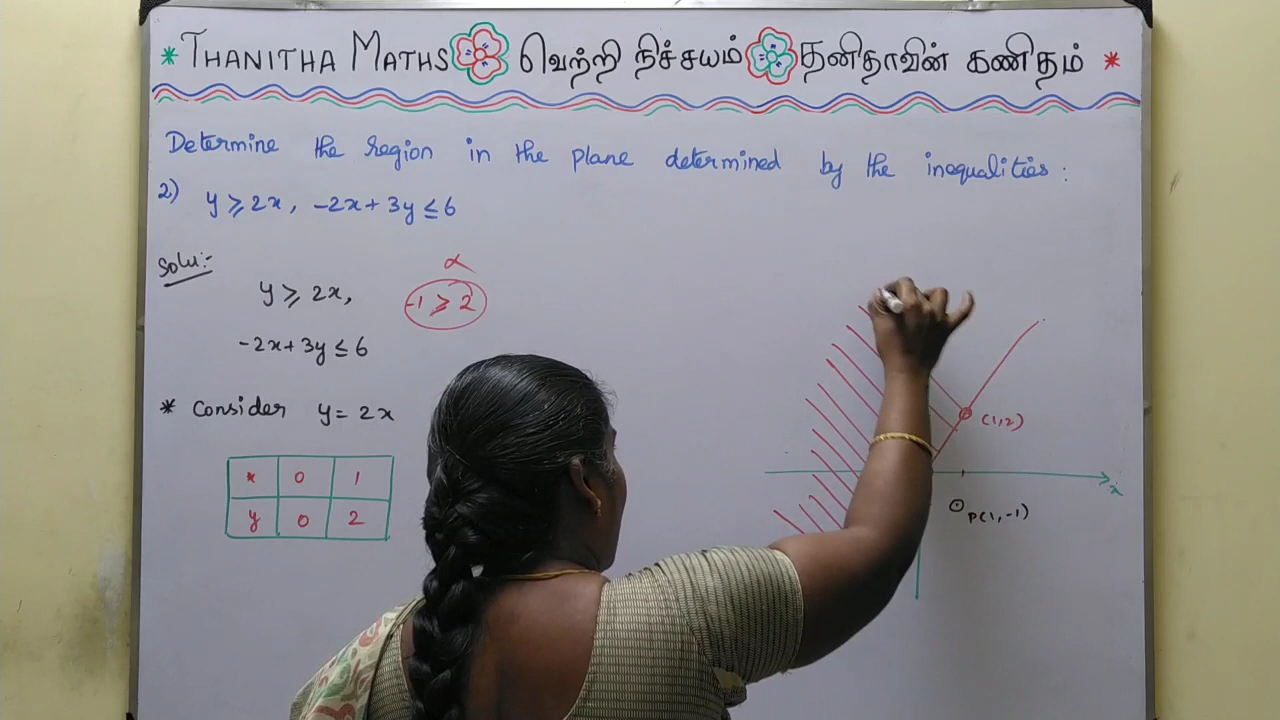 * THANITHA MATHS வெற்றி நிச்சயம் தனிதாவின் கணிதம் *
Determine the region in the plane determined by the inequalities :
2) y ≥ 2x, -2x + 3y ≤ 6
Solu:-
y ≥ 2x,
-2x + 3y ≤ 6
α
-1 ≥ 2
* Consider y = 2x
x 0 1
y 0 2
(1,2)
x
P(1,-1)